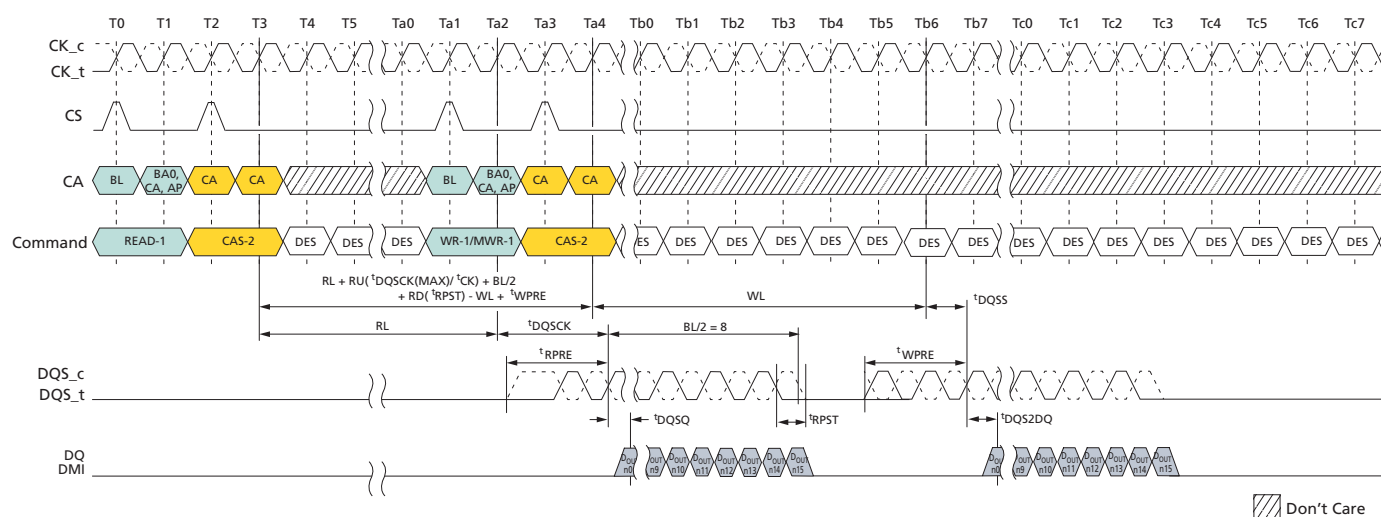 T0 T1 T2 T3 T4 T5 Ta0 Ta1 Ta2 Ta3 Ta4 Tb0 Tb1 Tb2 Tb3 Tb4 Tb5 Tb6 Tb7 Tc0 Tc1 Tc2 Tc3 Tc4 Tc5 Tc6 Tc7
CK_c
CK_t
CS
CA BL BA0, CA, AP CA CA BL BA0, CA, AP CA CA
Command READ-1 CAS-2 DES DES DES WR-1/MWR-1 CAS-2 ES DES DES DES DES DES DES DES DES DES DES DES DES DES DES DES
RL + RU( tDQSCK(MAX)/ tCK) + BL/2
+ RD( tRPST) - WL + tWPRE
WL
tDQSS
RL
tDQSCK
BL/2 = 8
tRPRE
tWPRE
DQS_c
DQS_t
tDQSQ
tRPST
tDQS2DQ
DQ
DMI
DOUT n0 OUT n9 DOUT n10 DOUT n11 DOUT n12 DOUT n13 DOUT n14 DOUT n15 DOUT n0 OUT n9 DOUT n10 DOUT n11 DOUT n12 DOUT n13 DOUT n14 DOUT n15
Don't Care